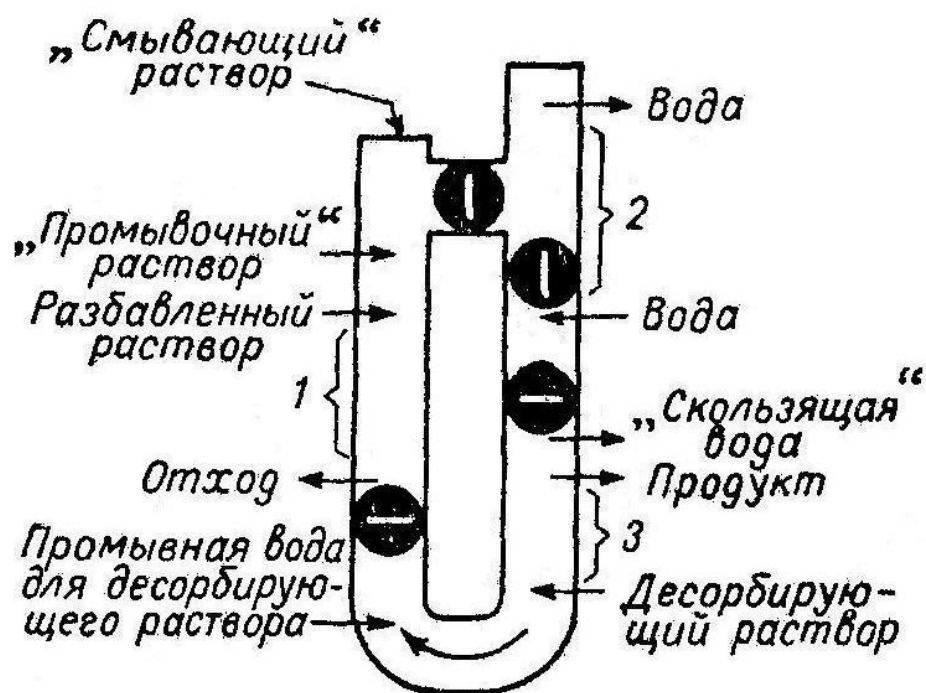 „Смывающий“
раствор
Вода
2
„Промывочный“
раствор
Разбавленный
раствор
Вода
1
„Скользящая“
вода
Отход
Продукт
3
Промывная вода
для десорбирую-
щего раствора
Десорбирую-
щий раствор